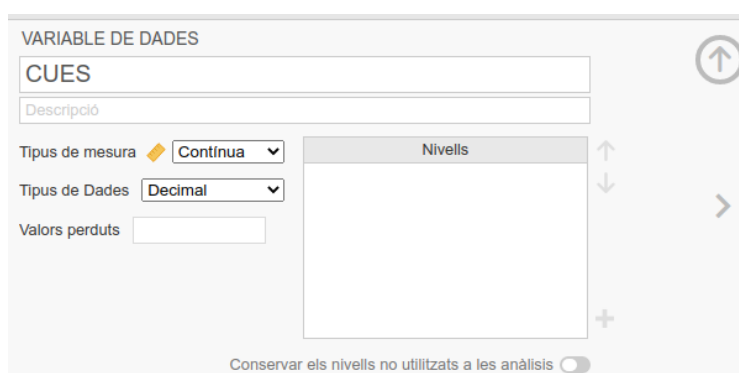 VARIABLE DE DADES
CUES
Descripció
Tipus de mesura Contínua
Nivells
Tipus de Dades Decimal
Valors perduts
Conservar els nivells no utilitzats a les anàlisis